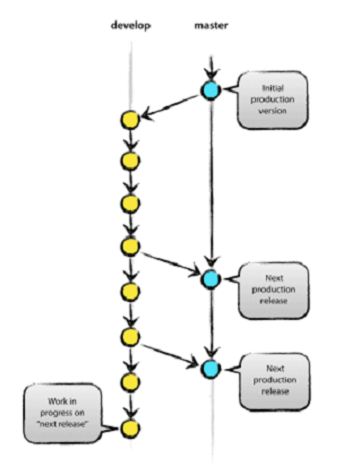 develop master
Initial
production
version
Next
production
release
Next
production
release
Work in
progress on
"next release"